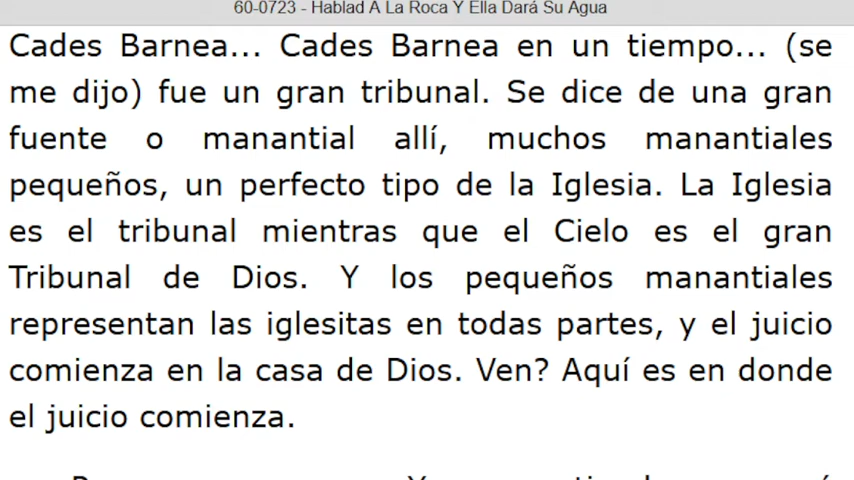 60-0723 - Hablad A La Roca Y Ella Dará Su Agua
Cades Barnea... Cades Barnea en un tiempo... (se
me dijo) fue un gran tribunal. Se dice de una gran
fuente o manantial allí, muchos manantiales
pequeños, un perfecto tipo de la Iglesia. La Iglesia
es el tribunal mientras que el Cielo es el gran
Tribunal de Dios. Y los pequeños manantiales
representan las iglesitas en todas partes, y el juicio
comienza en la casa de Dios. Ven? Aquí es en donde
el juicio comienza.